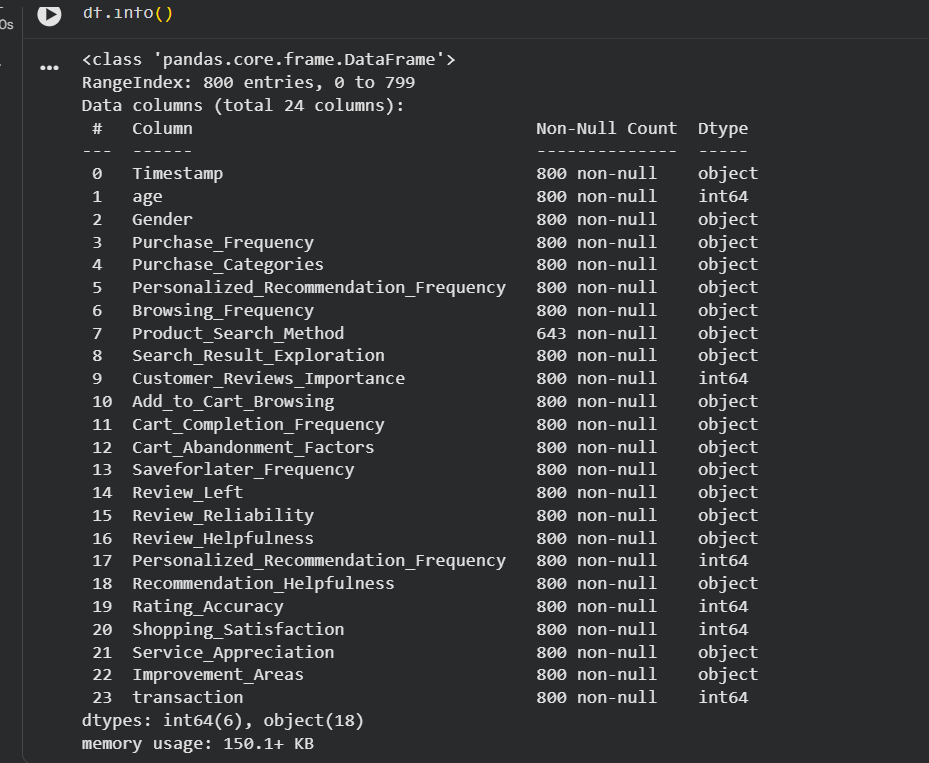 0s
df.info()
<class 'pandas.core.frame.DataFrame'>
RangeIndex: 800 entries, 0 to 799
Data columns (total 24 columns):
 #   Column                                Non-Null Count  Dtype
---  ------                                --------------  -----
 0   Timestamp                             800 non-null    object
 1   age                                   800 non-null    int64
 2   Gender                                800 non-null    object
 3   Purchase_Frequency                    800 non-null    object
 4   Purchase_Categories                   800 non-null    object
 5   Personalized_Recommendation_Frequency 800 non-null    object
 6   Browsing_Frequency                    800 non-null    object
 7   Product_Search_Method                 643 non-null    object
 8   Search_Result_Exploration             800 non-null    object
 9   Customer_Reviews_Importance           800 non-null    int64
 10  Add_to_Cart_Browsing                  800 non-null    object
 11  Cart_Completion_Frequency             800 non-null    object
 12  Cart_Abandonment_Factors              800 non-null    object
 13  Saveforlater_Frequency                800 non-null    object
 14  Review_Left                           800 non-null    object
 15  Review_Reliability                    800 non-null    object
 16  Review_Helpfulness                    800 non-null    object
 17  Personalized_Recommendation_Frequency 800 non-null    int64
 18  Recommendation_Helpfulness            800 non-null    object
 19  Rating_Accuracy                       800 non-null    int64
 20  Shopping_Satisfaction                 800 non-null    int64
 21  Service_Appreciation                  800 non-null    object
 22  Improvement_Areas                     800 non-null    object
 23  transaction                           800 non-null    int64
dtypes: int64(6), object(18)
memory usage: 150.1+ KB